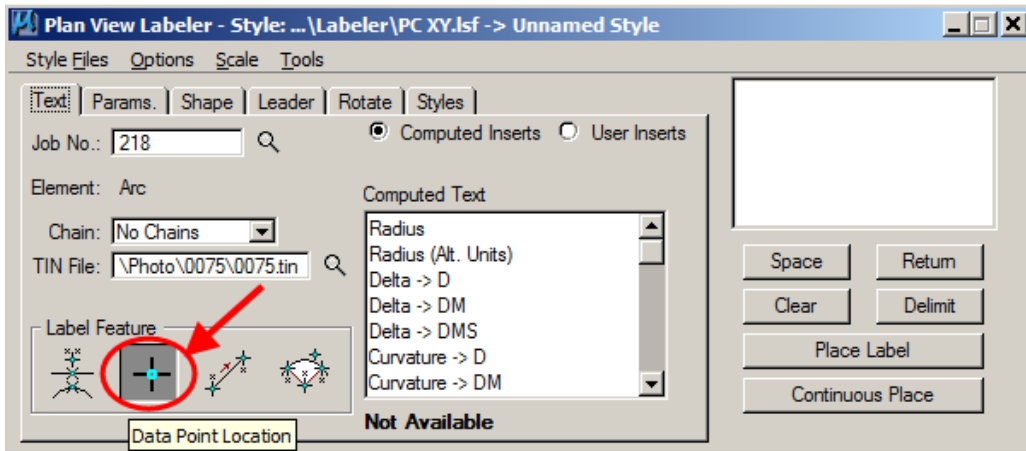 Plan View Labeler - Style: ...\Labeler\PC XY.lsf -> Unnamed Style
Style Files Options Scale Tools
Text Params. Shape Leader Rotate Styles
Job No.: 218
Computed Inserts User Inserts
Element: Arc
Chain: No Chains
TIN File: \Photo\0075\0075.tin
Label Feature
Data Point Location
Computed Text
Radius
Radius (Alt. Units)
Delta -> D
Delta -> DM
Delta -> DMS
Curvature -> D
Curvature -> DM
Not Available
Space Return
Clear Delimit
Place Label
Continuous Place